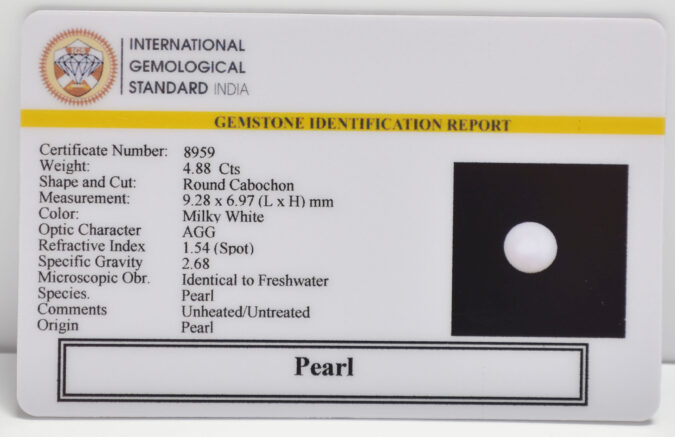 INTERNATIONAL
GEMOLOGICAL
STANDARD INDIA
GEMSTONE IDENTIFICATION REPORT
Certificate Number: 8959
Weight: 4.88 Cts
Shape and Cut: Round Cabochon
Measurement: 9.28 x 6.97 (L x H) mm
Color: Milky White
Optic Character AGG
Refractive Index 1.54 (Spot)
Specific Gravity 2.68
Microscopic Obr. Identical to Freshwater
Species. Pearl
Comments Unheated/Untreated
Origin Pearl
Pearl